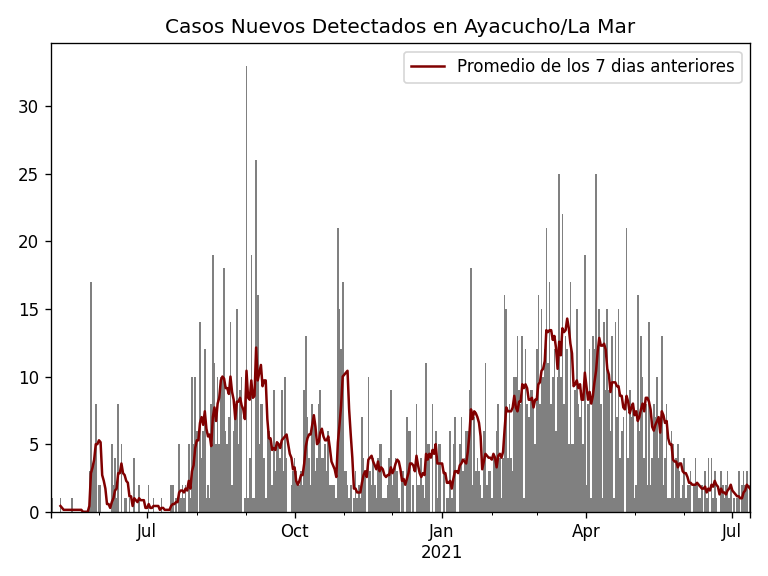 Casos Nuevos Detectados en Ayacucho/La Mar
Promedio de los 7 dias anteriores
30
25
20
15
10
5
0
Jul
Oct
Jan
2021
Apr
Jul